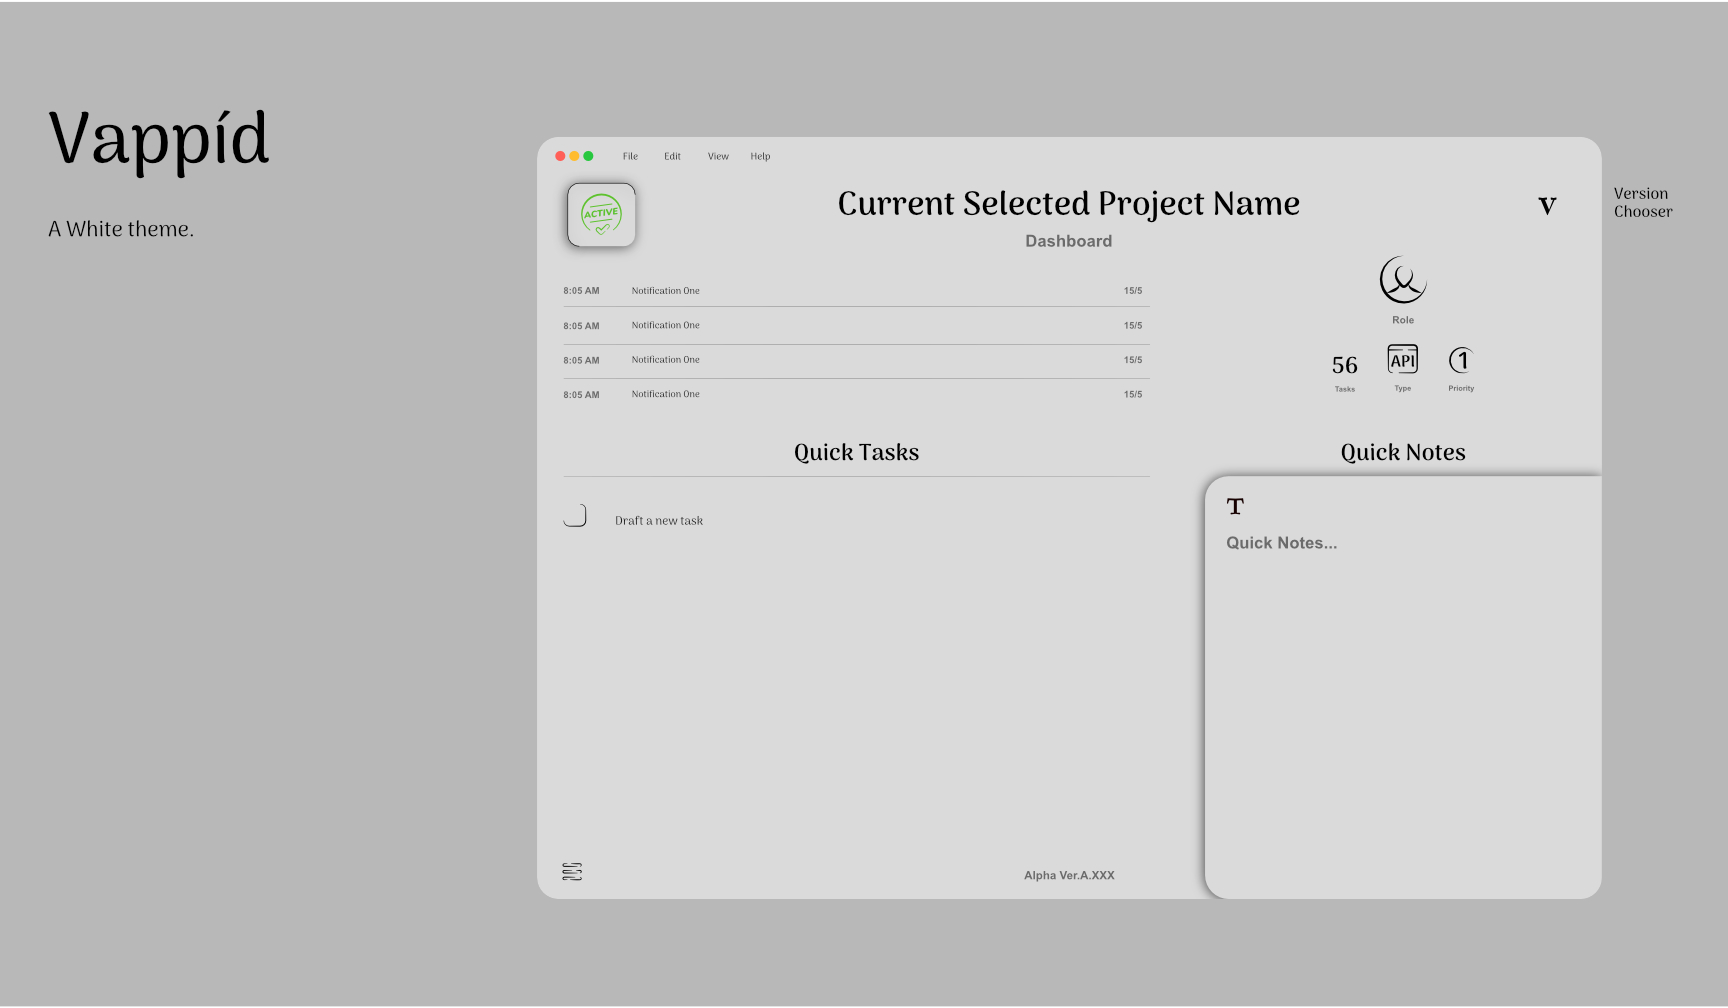 Vappíd
A White theme.
File Edit View Help
ACTIVE
Current Selected Project Name
Dashboard
V
Version
Chooser
8:05 AM Notification One 15/5
8:05 AM Notification One 15/5
8:05 AM Notification One 15/5
8:05 AM Notification One 15/5
Role
56 API 1
Tasks Type Priority
Quick Tasks
Draft a new task
Quick Notes
T
Quick Notes...
Alpha Ver.A.XXX